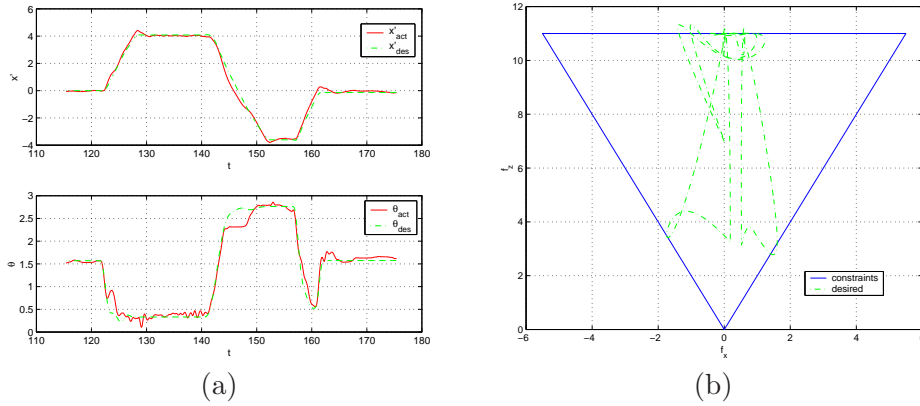 6
4
2
0
−2
−4
x'
x'act
x'des
110 120 130 140 150 160 170 180
t
3
2.5
2
1.5
1
0.5
0
θ
θact
θdes
110 120 130 140 150 160 170 180
t
(a)
12
10
8
6
4
2
0
fz
constraints
desired
−6 −4 −2 0 2 4 6
fx
(b)